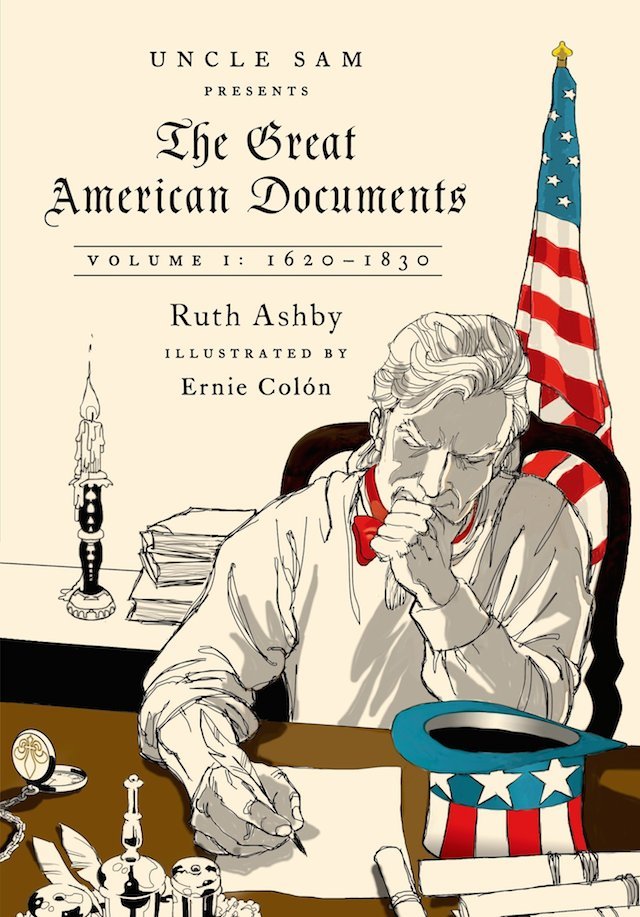 UNCLE SAM
PRESENTS
The Great
American Documents
VOLUME I: 1620–1830
Ruth Ashby
ILLUSTRATED BY
Ernie Colón